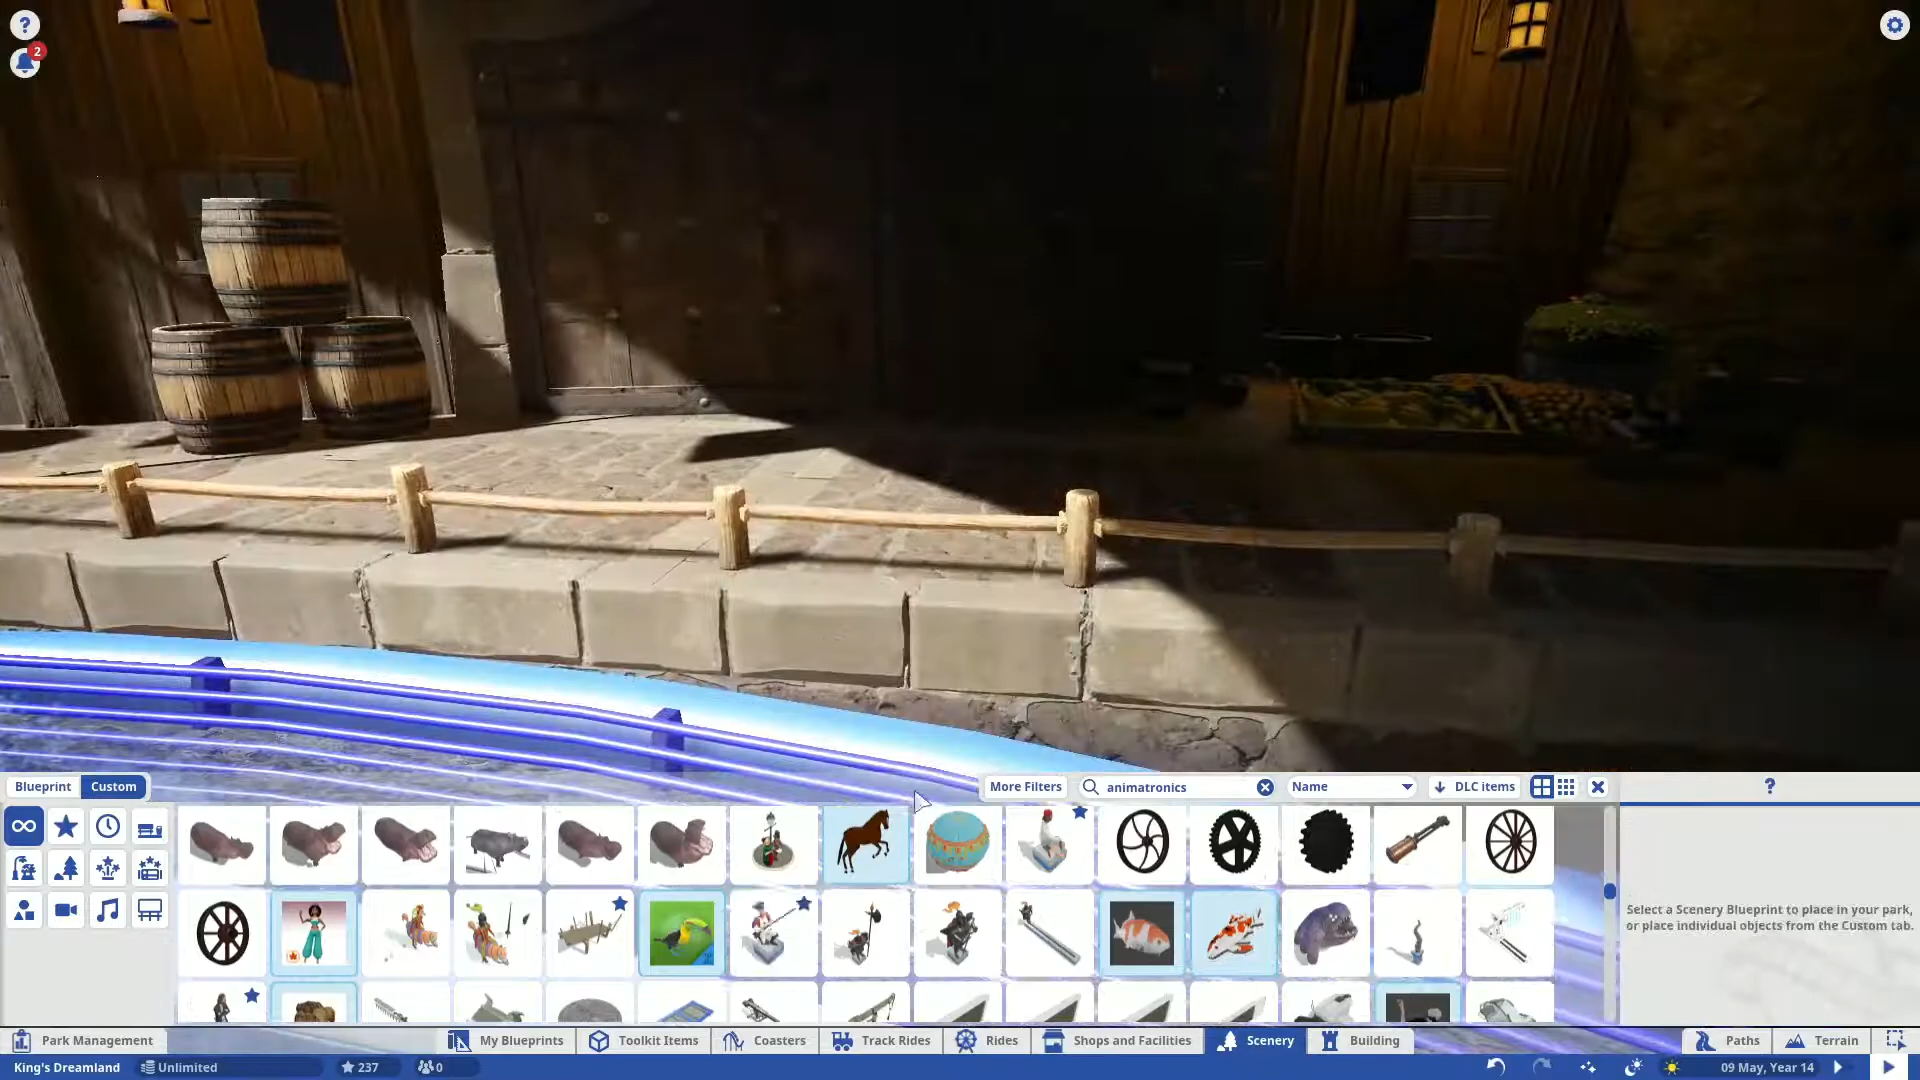 ?
2
Blueprint
Custom
More Filters
animatronics
Name
DLC items
?
Select a Scenery Blueprint to place in your park,
or place individual objects from the Custom tab.
Park Management
My Blueprints
Toolkit Items
Coasters
Track Rides
Rides
Shops and Facilities
Scenery
Building
Paths
Terrain
King's Dreamland
Unlimited
237
0
09 May, Year 14